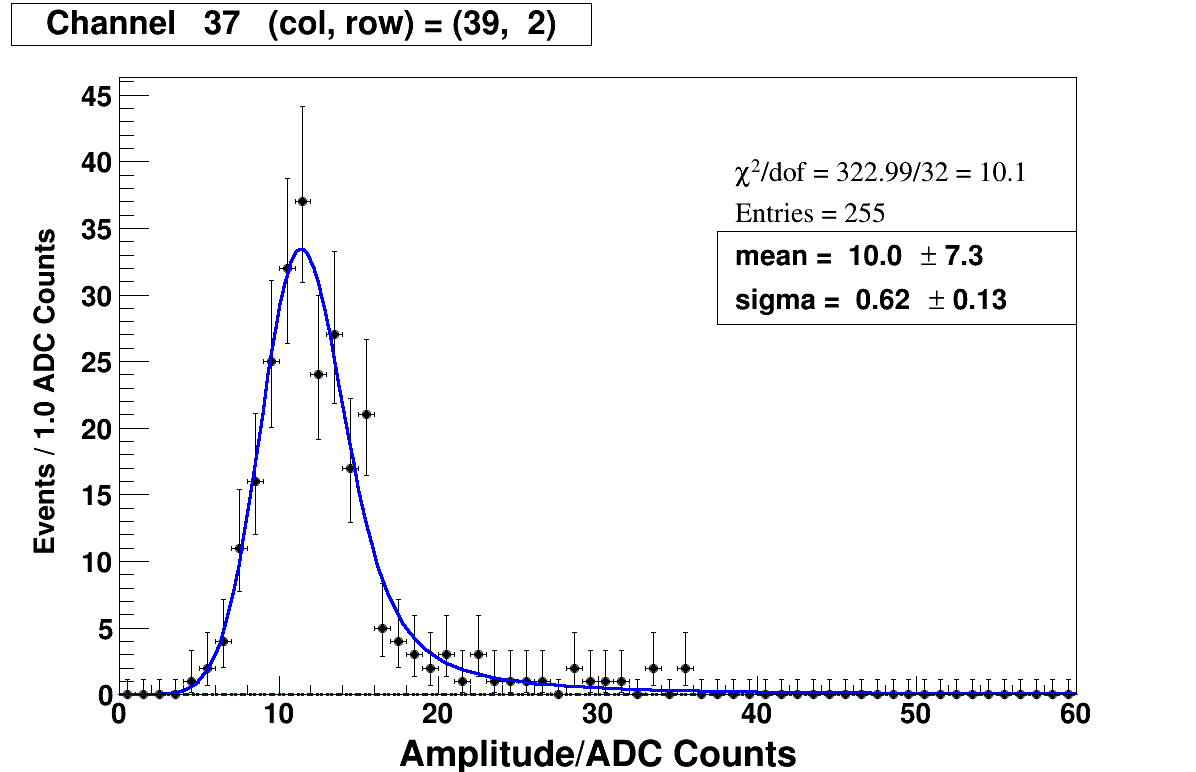 Channel 37 (col, row) = (39, 2)
χ²/dof = 322.99/32 = 10.1
Entries = 255
mean = 10.0 ± 7.3
sigma = 0.62 ± 0.13
Events / 1.0 ADC Counts
45
40
35
30
25
20
15
10
5
0
0 10 20 30 40 50 60
Amplitude/ADC Counts